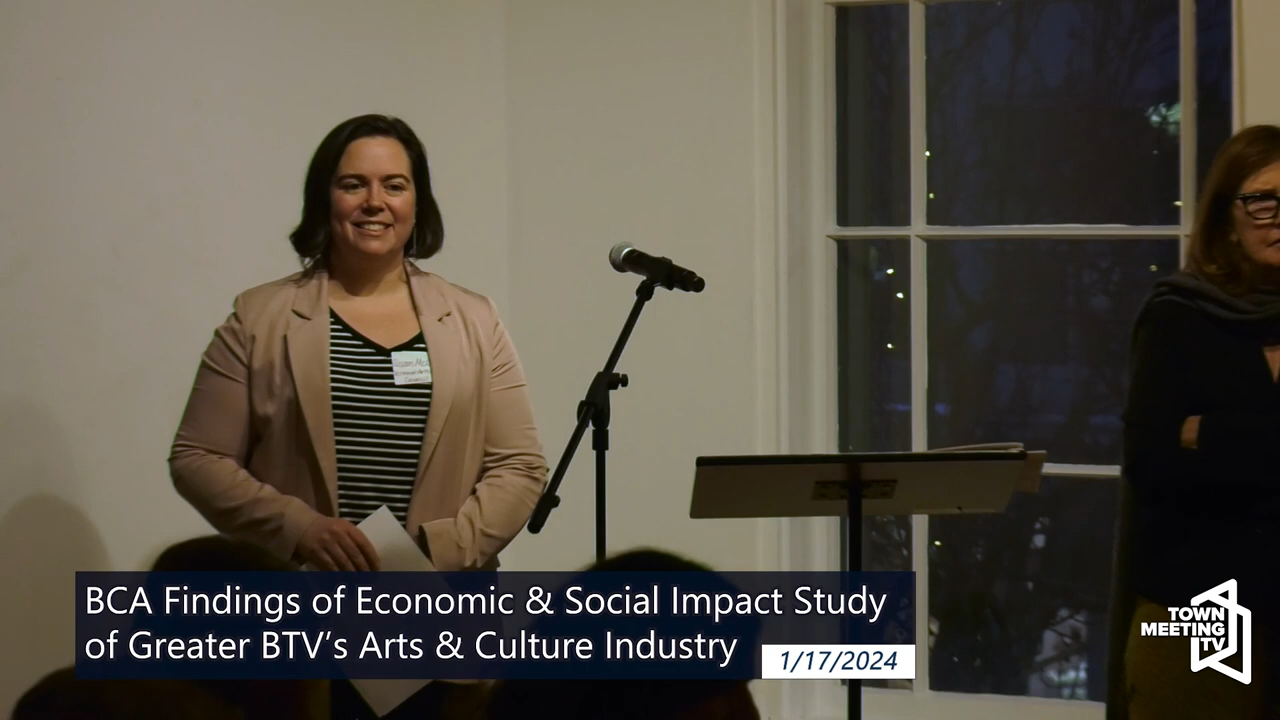 Susan
BCA Findings of Economic & Social Impact Study
of Greater BTV's Arts & Culture Industry
1/17/2024
TOWN
MEETING
TV